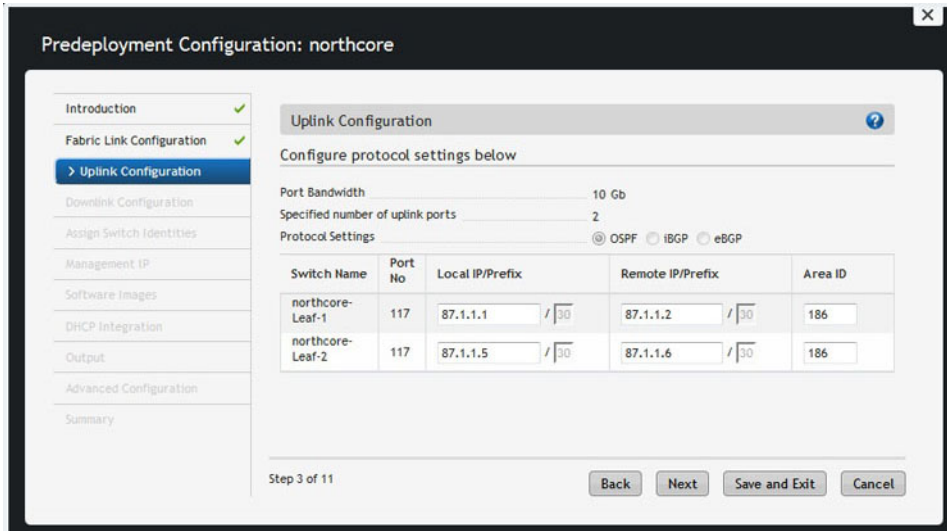 Predeployment Configuration: northcore
Introduction
Fabric Link Configuration
> Uplink Configuration
Downlink Configuration
Assign Switch Identities
Management IP
Software Images
DHCP Integration
Output
Advanced Configuration
Summary
Uplink Configuration
Configure protocol settings below
Port Bandwidth 10 Gb
Specified number of uplink ports 2
Protocol Settings OSPF iBGP eBGP
Switch Name Port No Local IP/Prefix Remote IP/Prefix Area ID
northcore-Leaf-1 117 87.1.1.1 / 30 87.1.1.2 / 30 186
northcore-Leaf-2 117 87.1.1.5 / 30 87.1.1.6 / 30 186
Step 3 of 11
Back Next Save and Exit Cancel